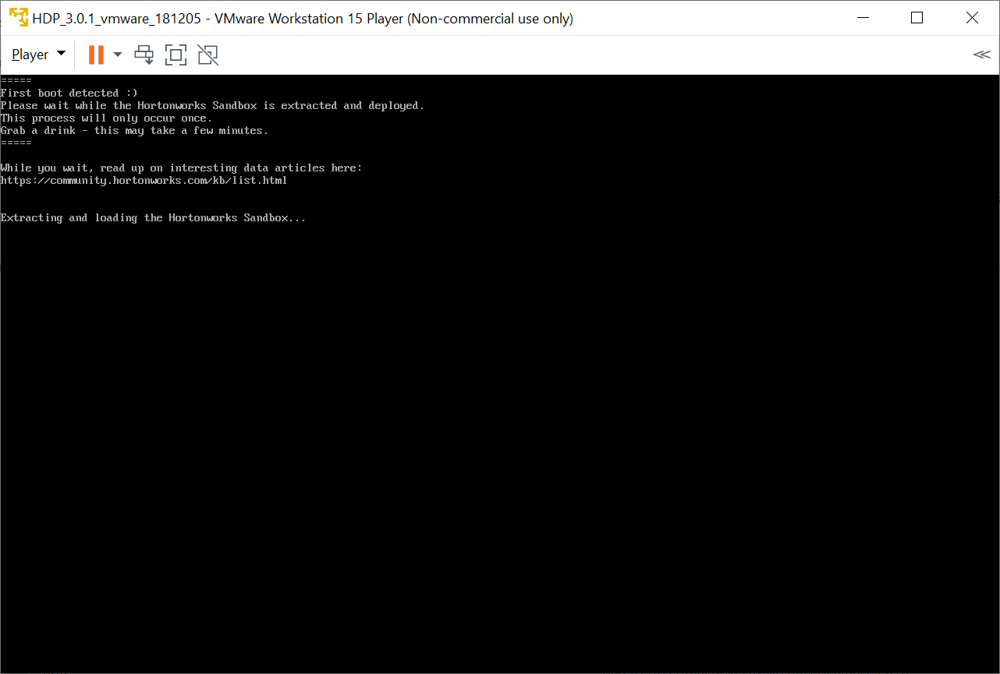 HDP_3.0.1_vmware_181205 - VMware Workstation 15 Player (Non-commercial use only)
Player
=====
First boot detected :)
Please wait while the Hortonworks Sandbox is extracted and deployed.
This process will only occur once.
Grab a drink - this may take a few minutes.
=====
While you wait, read up on interesting data articles here:
https://community.hortonworks.com/kb/list.html
Extracting and loading the Hortonworks Sandbox...